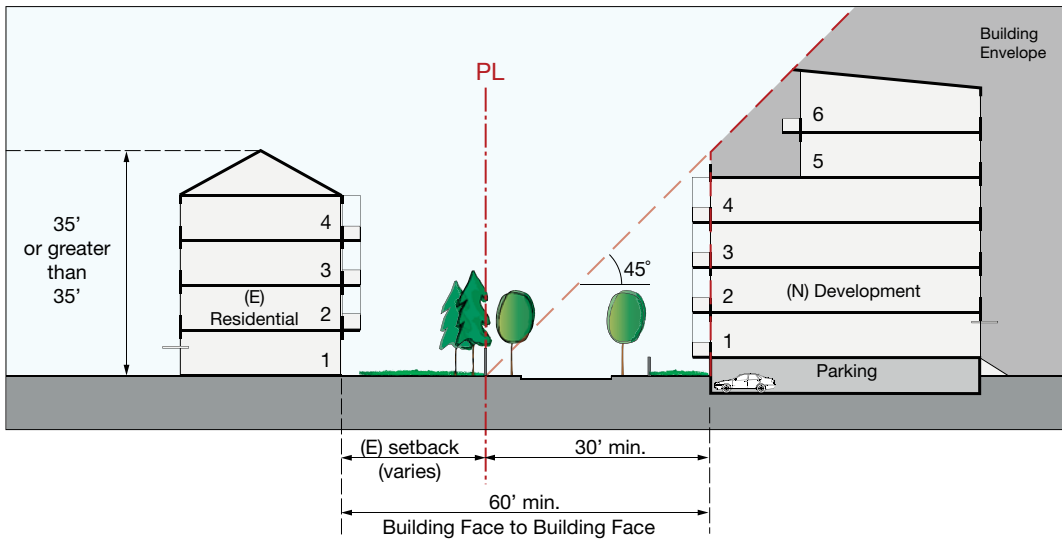 Building
Envelope
PL
6
5
4
3
2
1
35’
or greater
than
35’
4
3
2
1
(E)
Residential
45°
(N) Development
Parking
(E) setback
(varies)
30’ min.
60’ min.
Building Face to Building Face